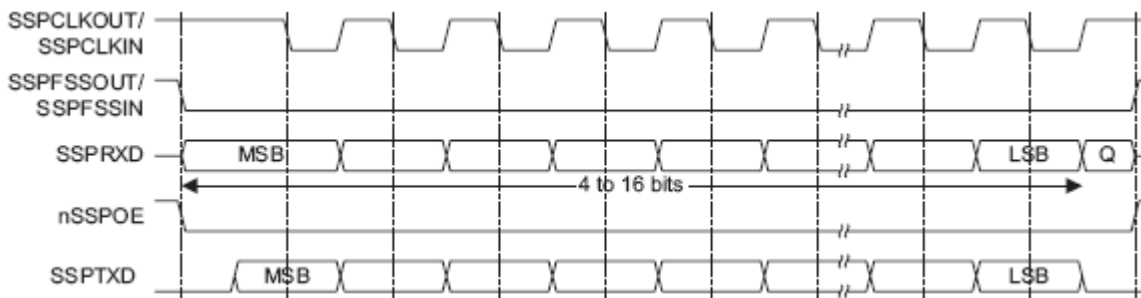 SSPCLKOUT/
SSPCLKIN
SSPFSSOUT/
SSPFSSIN
SSPRXD MSB LSB Q
4 to 16 bits
nSSPOE
SSPTXD MSB LSB